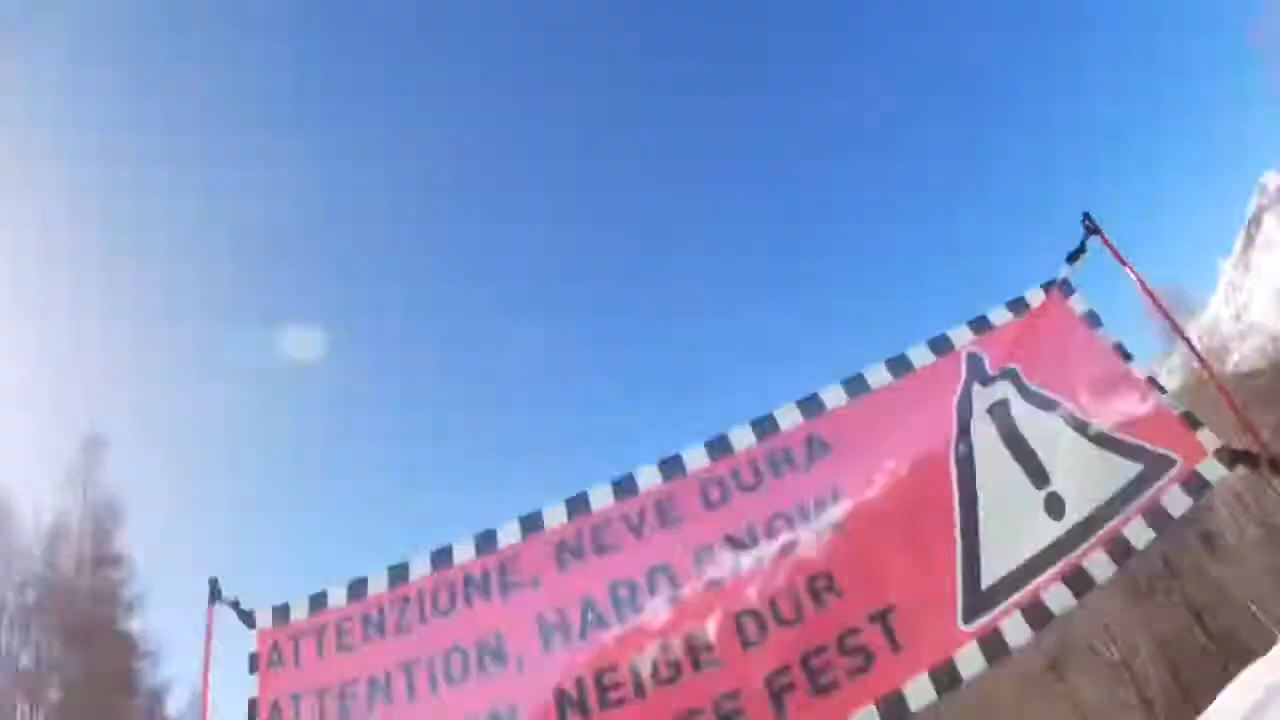 ATTENZIONE, NEVE DURA
ATTENTION, HARD SNOW
NEIGE DUR
FEST